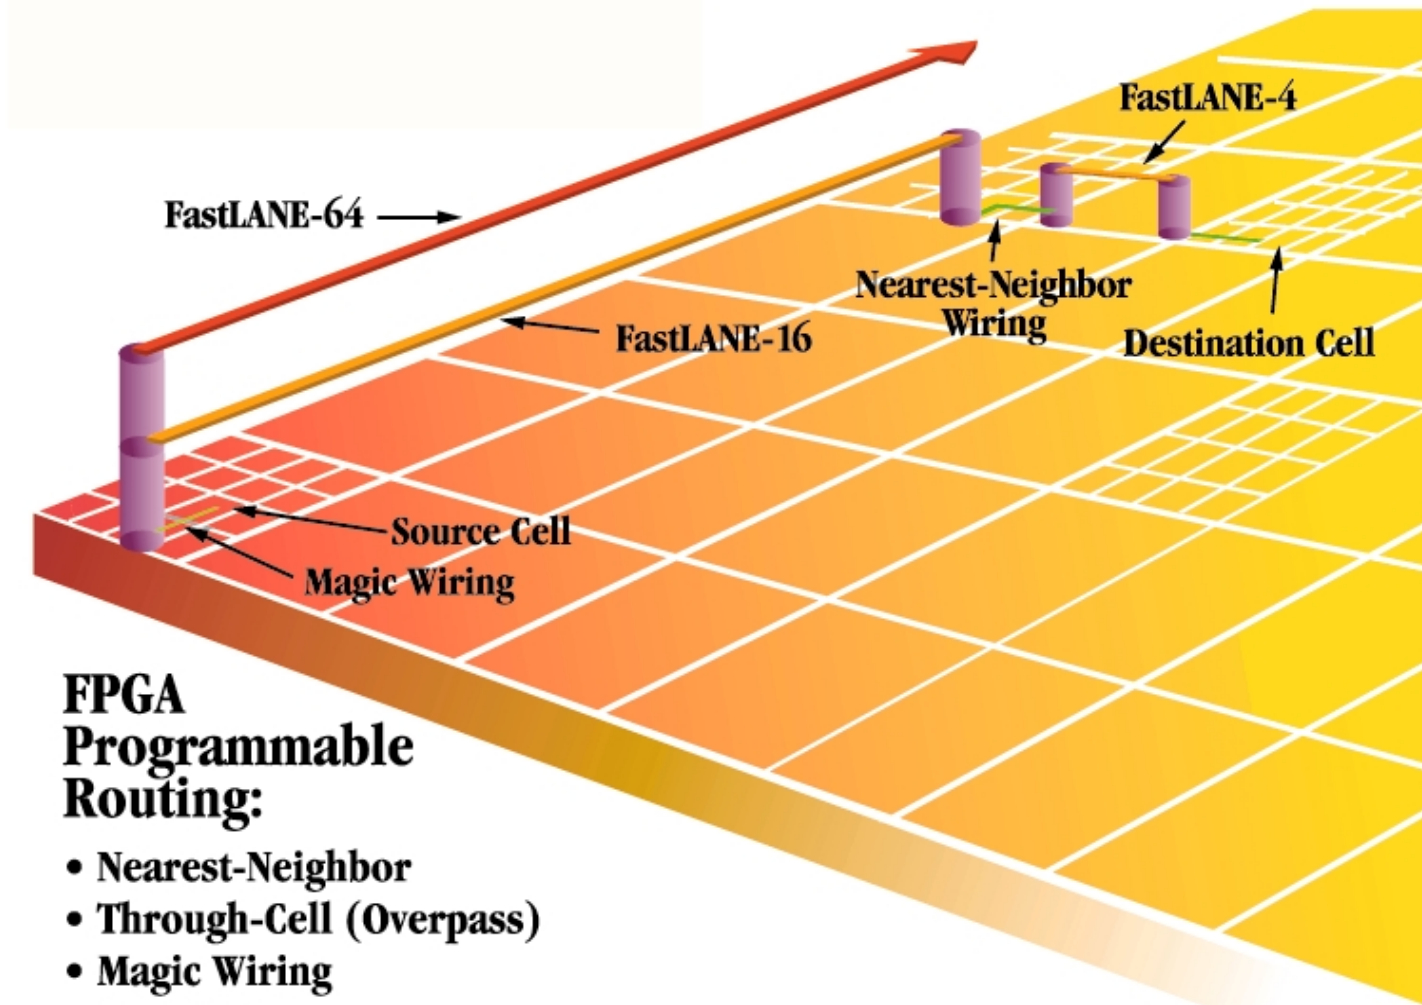 FastLANE-4
FastLANE-64
Nearest-Neighbor
Wiring
FastLANE-16
Destination Cell
Source Cell
Magic Wiring
FPGA
Programmable
Routing:
• Nearest-Neighbor
• Through-Cell (Overpass)
• Magic Wiring